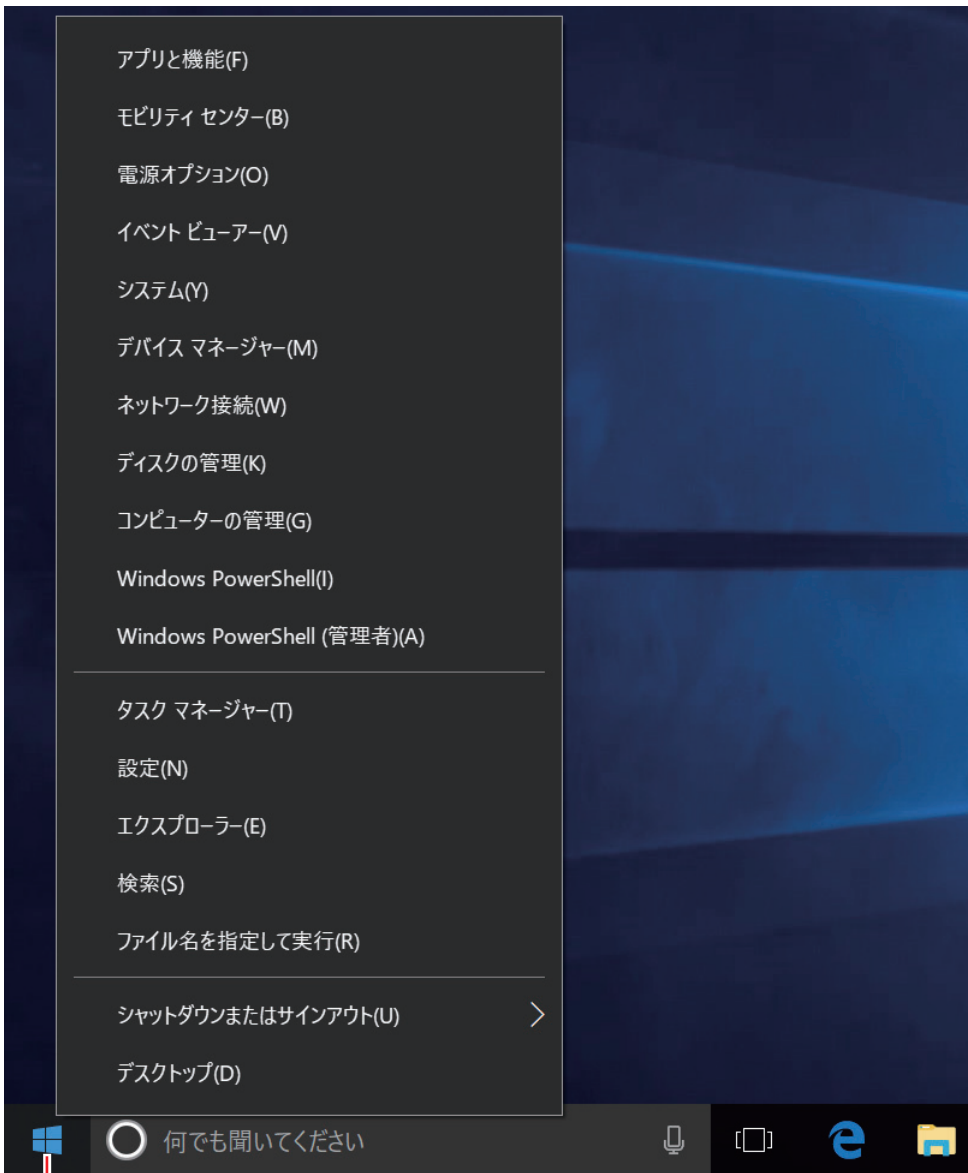 アプリと機能(F)
モビリティ センター(B)
電源オプション(O)
イベント ビューアー(V)
システム(Y)
デバイス マネージャー(M)
ネットワーク接続(W)
ディスクの管理(K)
コンピューターの管理(G)
Windows PowerShell(I)
Windows PowerShell (管理者)(A)
タスク マネージャー(T)
設定(N)
エクスプローラー(E)
検索(S)
ファイル名を指定して実行(R)
シャットダウンまたはサインアウト(U)
デスクトップ(D)
何でも聞いてください